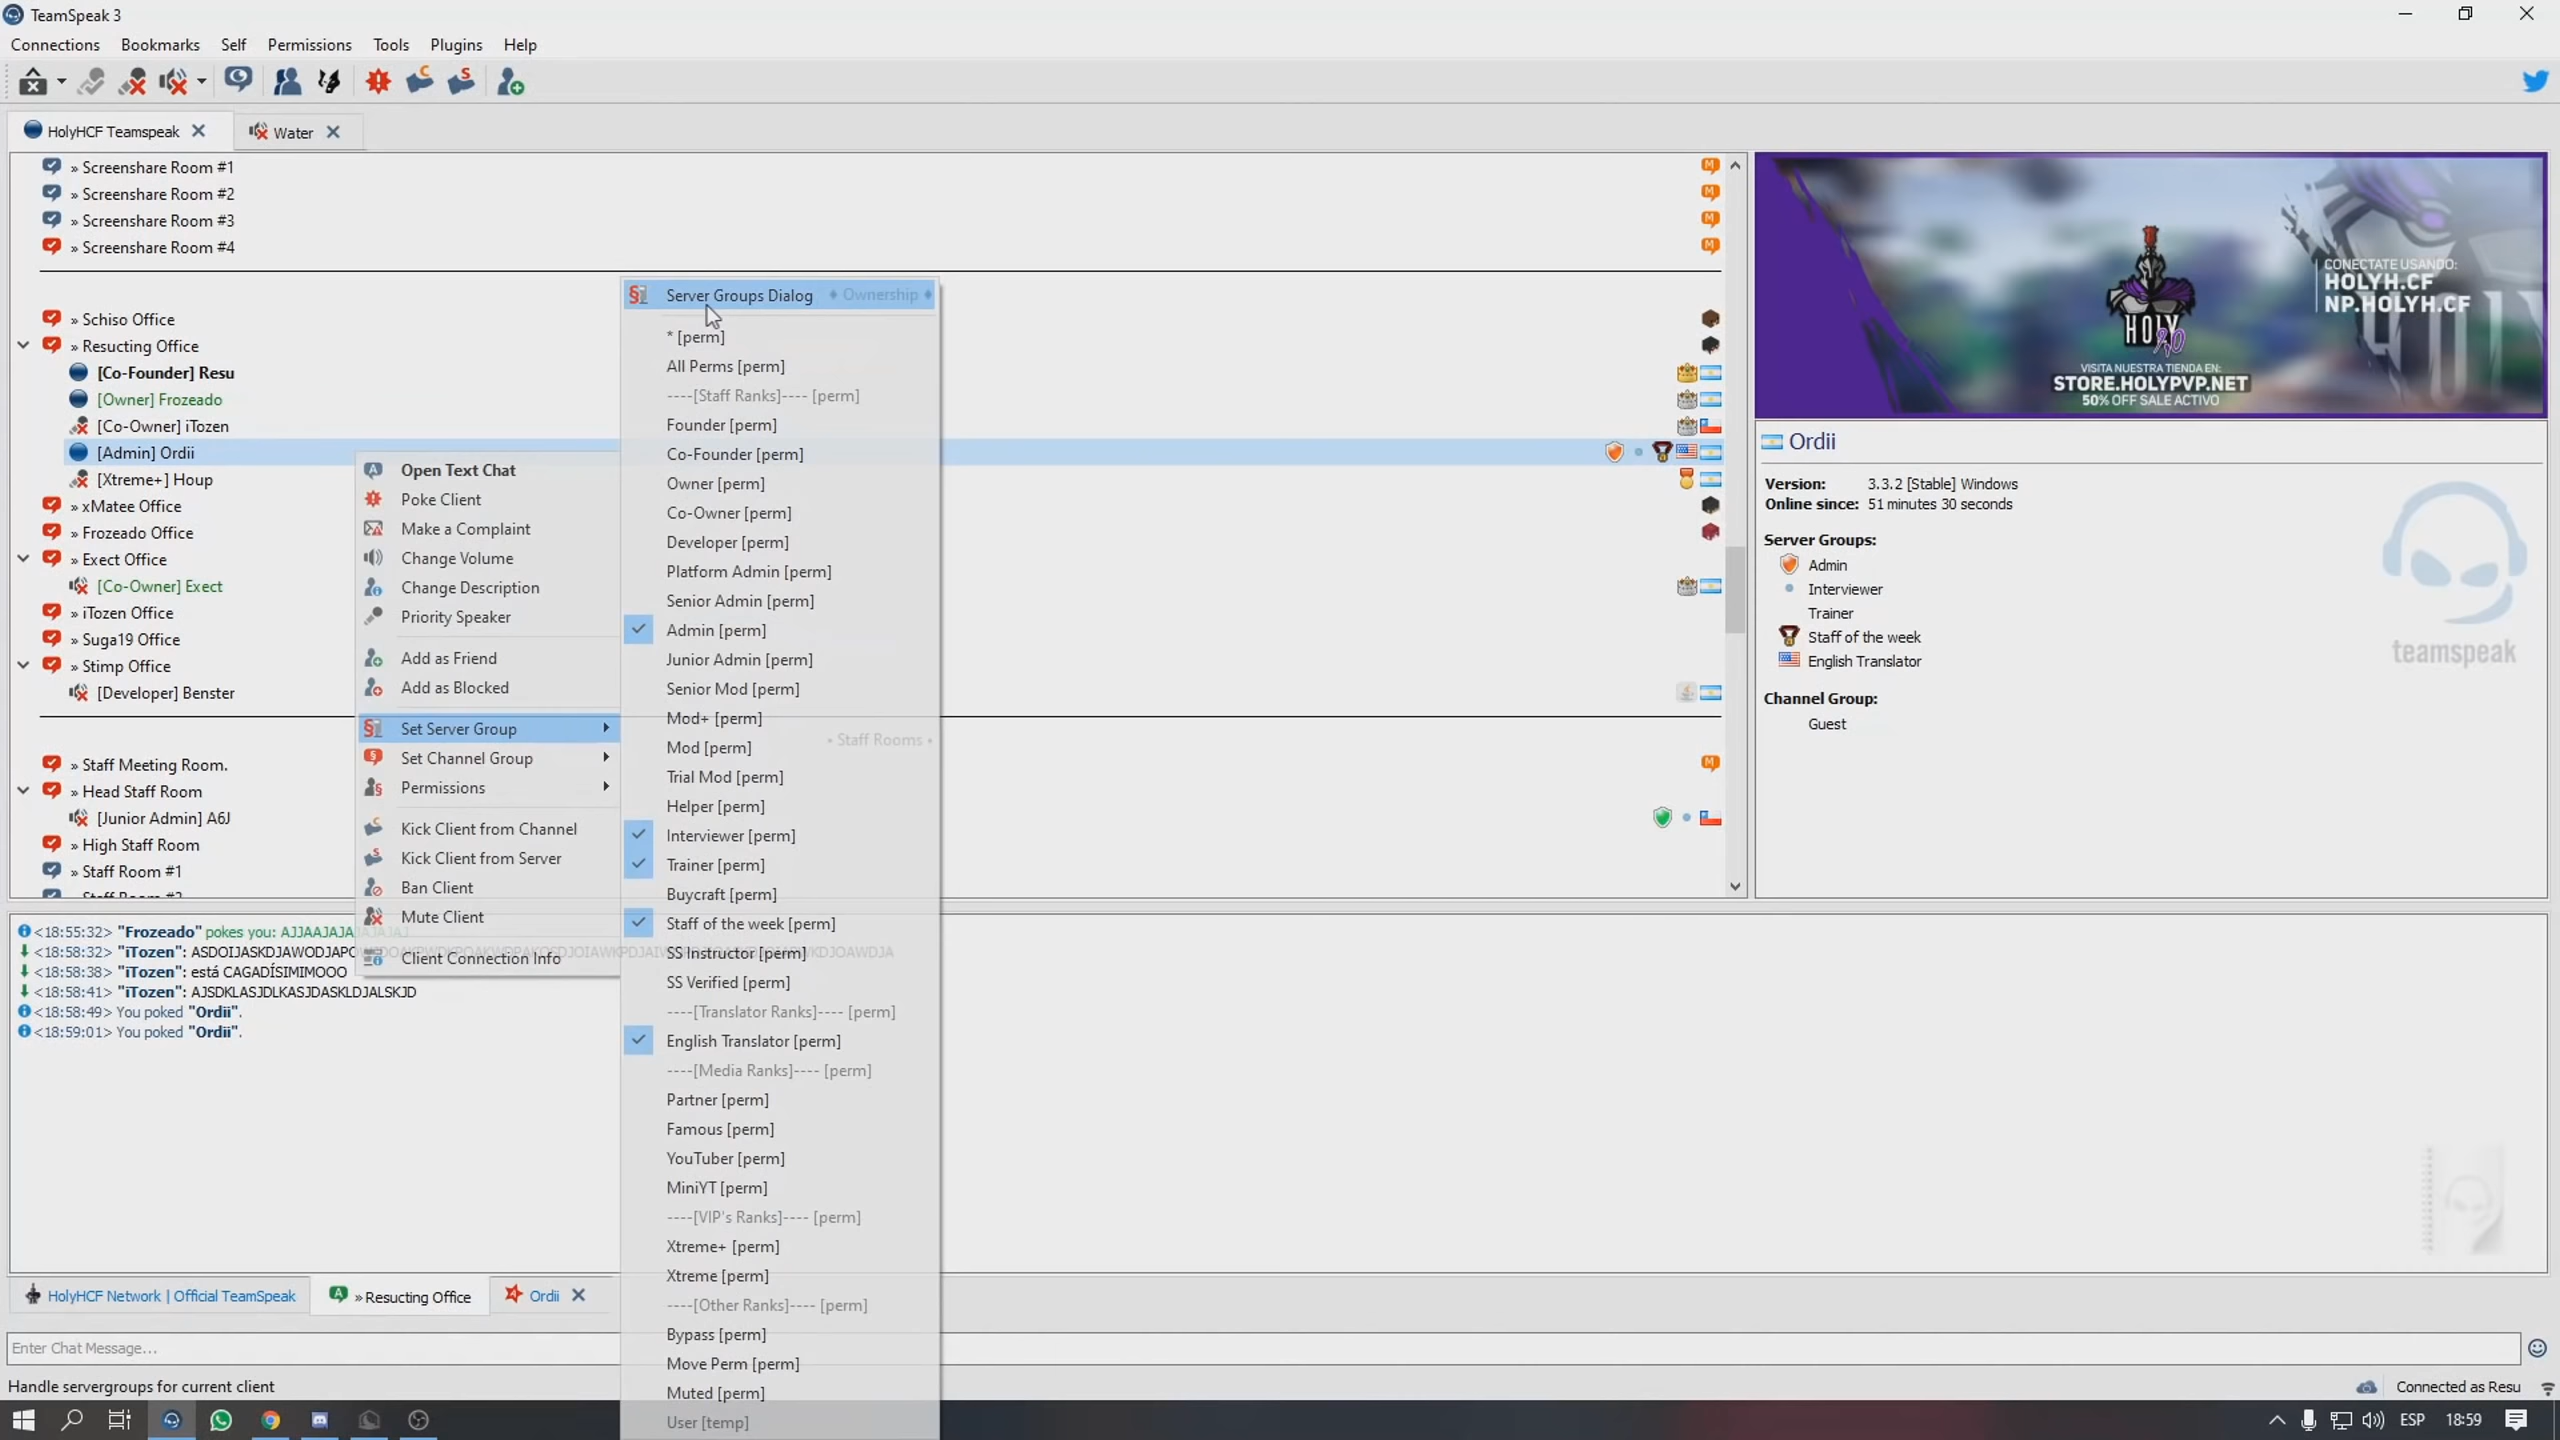 TeamSpeak 3
Connections Bookmarks Self Permissions Tools Plugins Help
HolyHCF Teamspeak
Water
» Screenshare Room #1
» Screenshare Room #2
» Screenshare Room #3
» Screenshare Room #4
♦ Ownership ♦
» Schiso Office
» Resucting Office
[Co-Founder] Resu
[Owner] Frozeado
[Co-Owner] iTozen
[Admin] Ordii
[Xtreme+] Houp
» xMatee Office
» Frozeado Office
» Exect Office
[Co-Owner] Exect
» iTozen Office
» Suga19 Office
» Stimp Office
[Developer] Benster
• Staff Rooms •
» Staff Meeting Room.
» Head Staff Room
[Junior Admin] A6J
» High Staff Room
» Staff Room #1
Open Text Chat
Poke Client
Make a Complaint
Change Volume
Change Description
Priority Speaker
Add as Friend
Add as Blocked
Set Server Group
Set Channel Group
Permissions
Kick Client from Channel
Kick Client from Server
Ban Client
Mute Client
Client Connection Info
Server Groups Dialog
* [perm]
All Perms [perm]
----[Staff Ranks]---- [perm]
Founder [perm]
Co-Founder [perm]
Owner [perm]
Co-Owner [perm]
Developer [perm]
Platform Admin [perm]
Senior Admin [perm]
Admin [perm]
Junior Admin [perm]
Senior Mod [perm]
Mod+ [perm]
Mod [perm]
Trial Mod [perm]
Helper [perm]
Interviewer [perm]
Trainer [perm]
Buycraft [perm]
Staff of the week [perm]
SS Instructor [perm]
SS Verified [perm]
----[Translator Ranks]---- [perm]
English Translator [perm]
----[Media Ranks]---- [perm]
Partner [perm]
Famous [perm]
YouTuber [perm]
MiniYT [perm]
----[VIP's Ranks]---- [perm]
Xtreme+ [perm]
Xtreme [perm]
----[Other Ranks]---- [perm]
Bypass [perm]
Move Perm [perm]
Muted [perm]
User [temp]
CONECTATE USANDO:
HOLYH.CF
NP.HOLYH.CF
HOLY
VISITA NUESTRA TIENDA EN:
STORE.HOLYPVP.NET
50% OFF SALE ACTIVO
Ordii
Version: 3.3.2 [Stable] Windows
Online since: 51 minutes 30 seconds
Server Groups:
Admin
Interviewer
Trainer
Staff of the week
English Translator
Channel Group:
Guest
teamspeak
<18:55:32> "Frozeado" pokes you: AJJAAJAJAJAJAJAJ
<18:58:32> "iTozen":
<18:58:38> "iTozen": está CAGADÍSIMIMOOO
<18:58:41> "iTozen": AJSDKLASJDLKASJDASKLDJALSKJD
<18:58:49> You poked "Ordii".
<18:59:01> You poked "Ordii".
HolyHCF Network | Official TeamSpeak
» Resucting Office
Ordii
Enter Chat Message...
Handle servergroups for current client
Connected as Resu
ESP 18:59